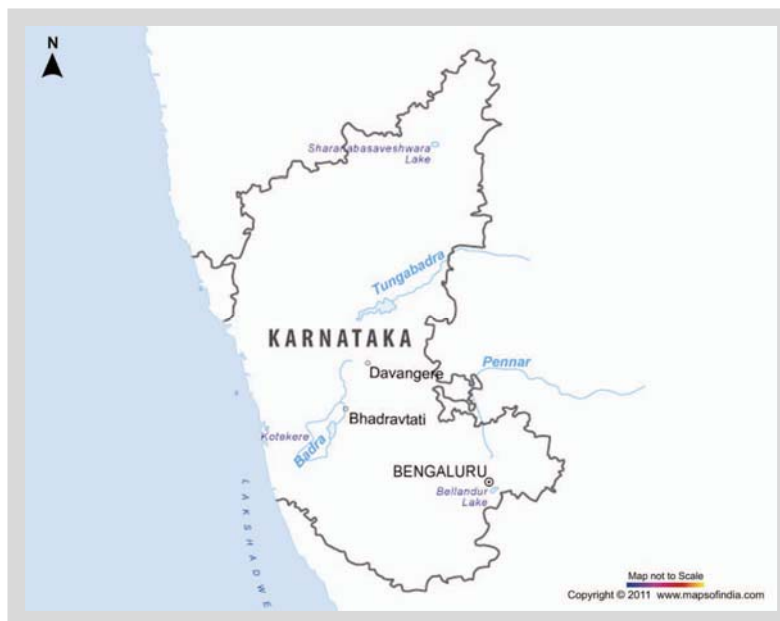 N
Sharanabasaveshwara
Lake
Tungabadra
KARNATAKA
Pennar
Davangere
Bhadravtati
Kotekere
Badra
BENGALURU
Bellandur
Lake
LAKSHADWE
Map not to Scale
Copyright © 2011 www.mapsofindia.com